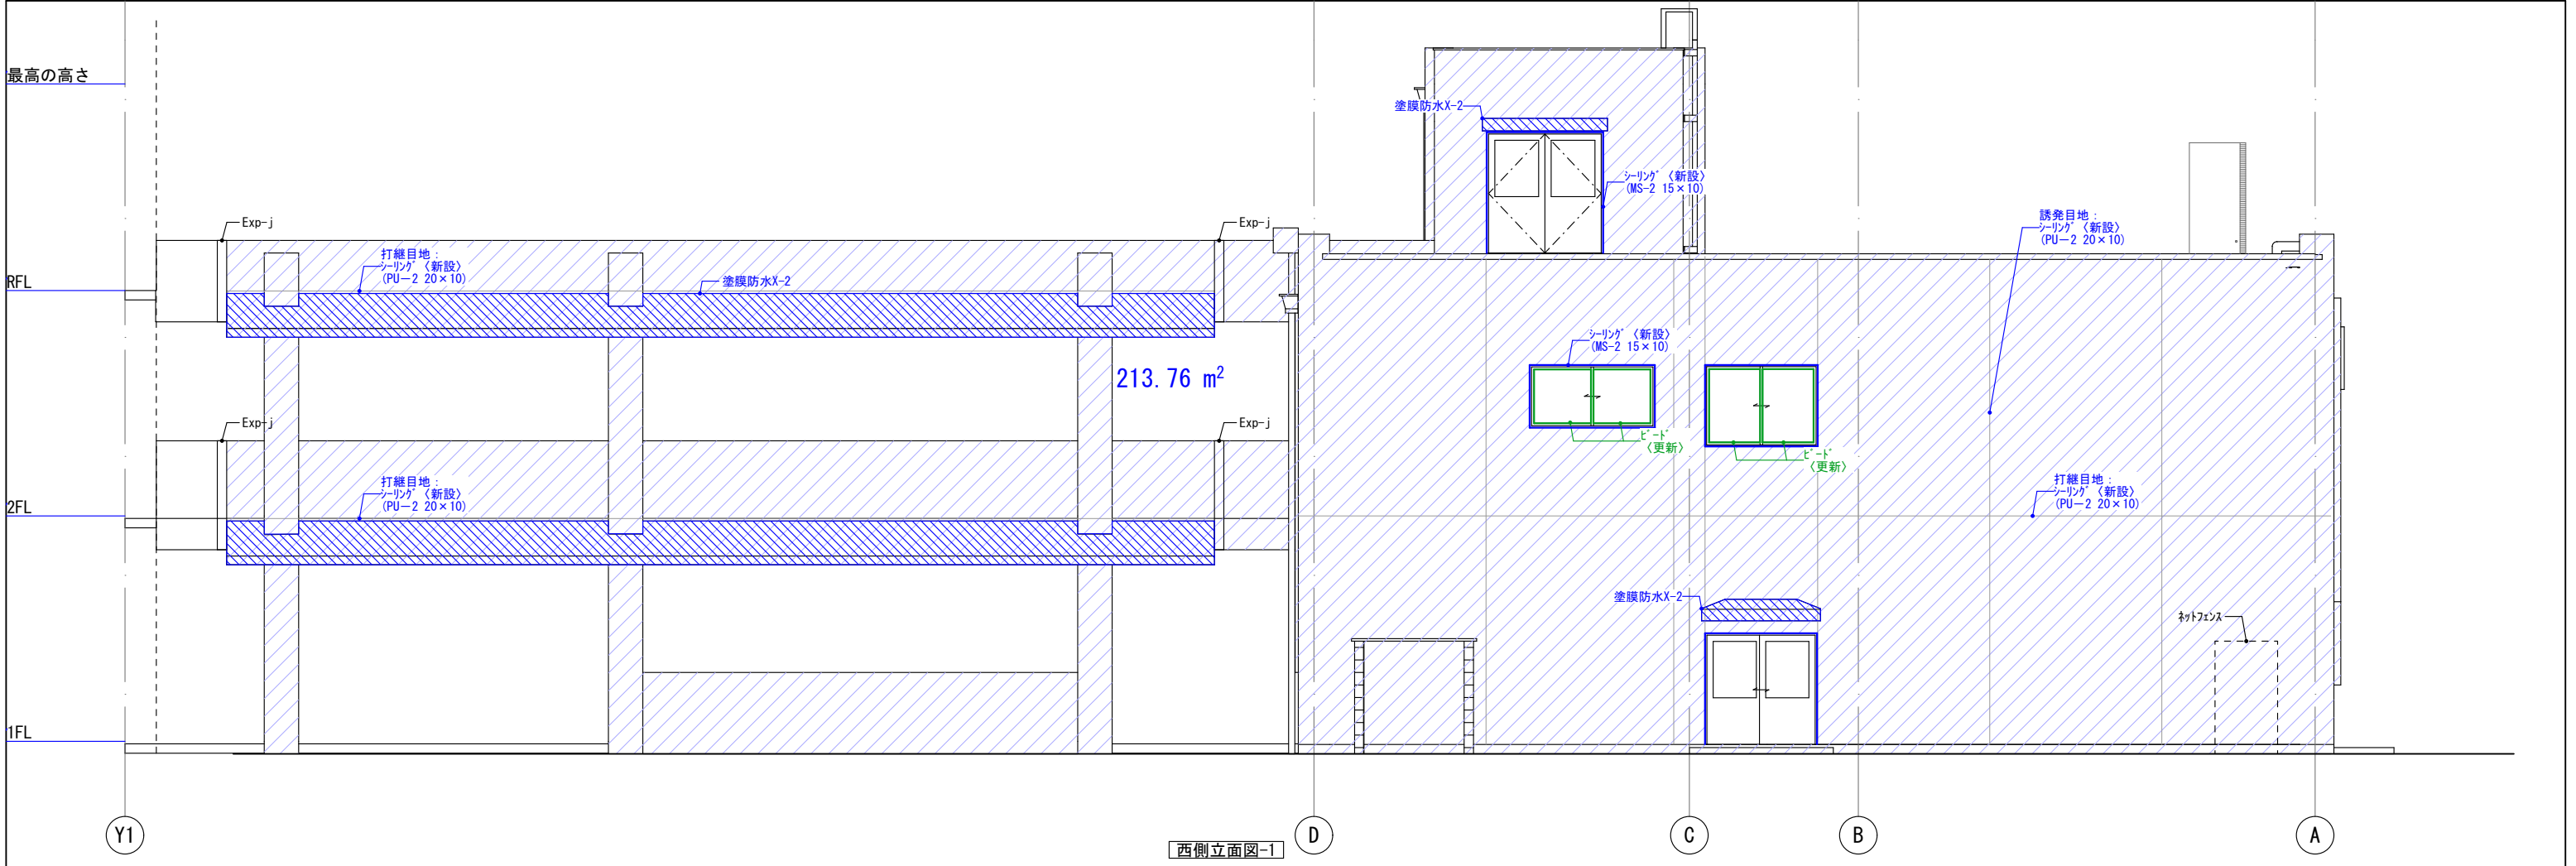 最高の高さ
塗膜防水X-2
シーリング〈新設〉
(MS-2 15×10)
Exp-j
Exp-j
誘発目地：
シーリング〈新設〉
(PU－2 20×10)
打継目地：
シーリング〈新設〉
(PU－2 20×10)
RFL
塗膜防水X-2
シーリング〈新設〉
(MS-2 15×10)
213.76 m²
Exp-j
Exp-j
ビード
〈更新〉
ビード
〈更新〉
打継目地：
シーリング〈新設〉
(PU－2 20×10)
打継目地：
シーリング〈新設〉
(PU－2 20×10)
2FL
塗膜防水X-2
ネットフェンス
1FL
Y1
D
C
B
A
西側立面図-1